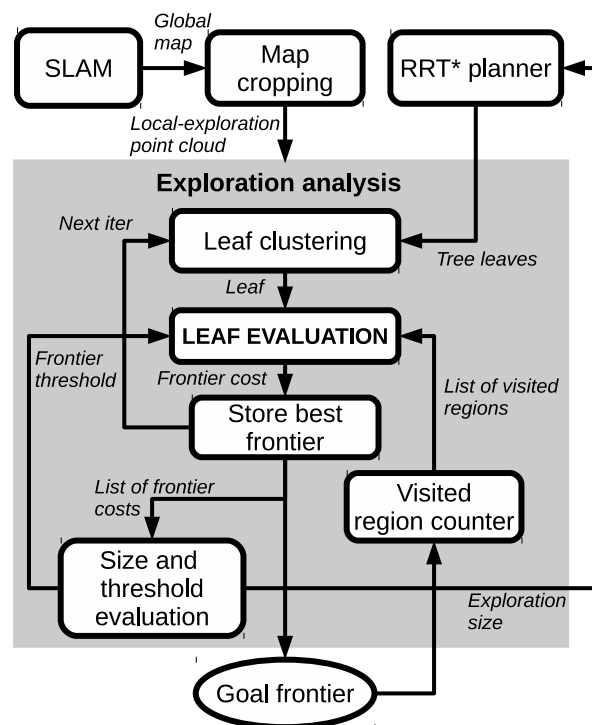 Global
map
SLAM
Map
cropping
RRT* planner
Local-exploration
point cloud
Exploration analysis
Next iter
Leaf clustering
Tree leaves
Leaf
LEAF EVALUATION
Frontier
threshold
Frontier cost
List of visited
regions
Store best
frontier
List of frontier
costs
Visited
region counter
Size and
threshold
evaluation
Exploration
size
Goal frontier